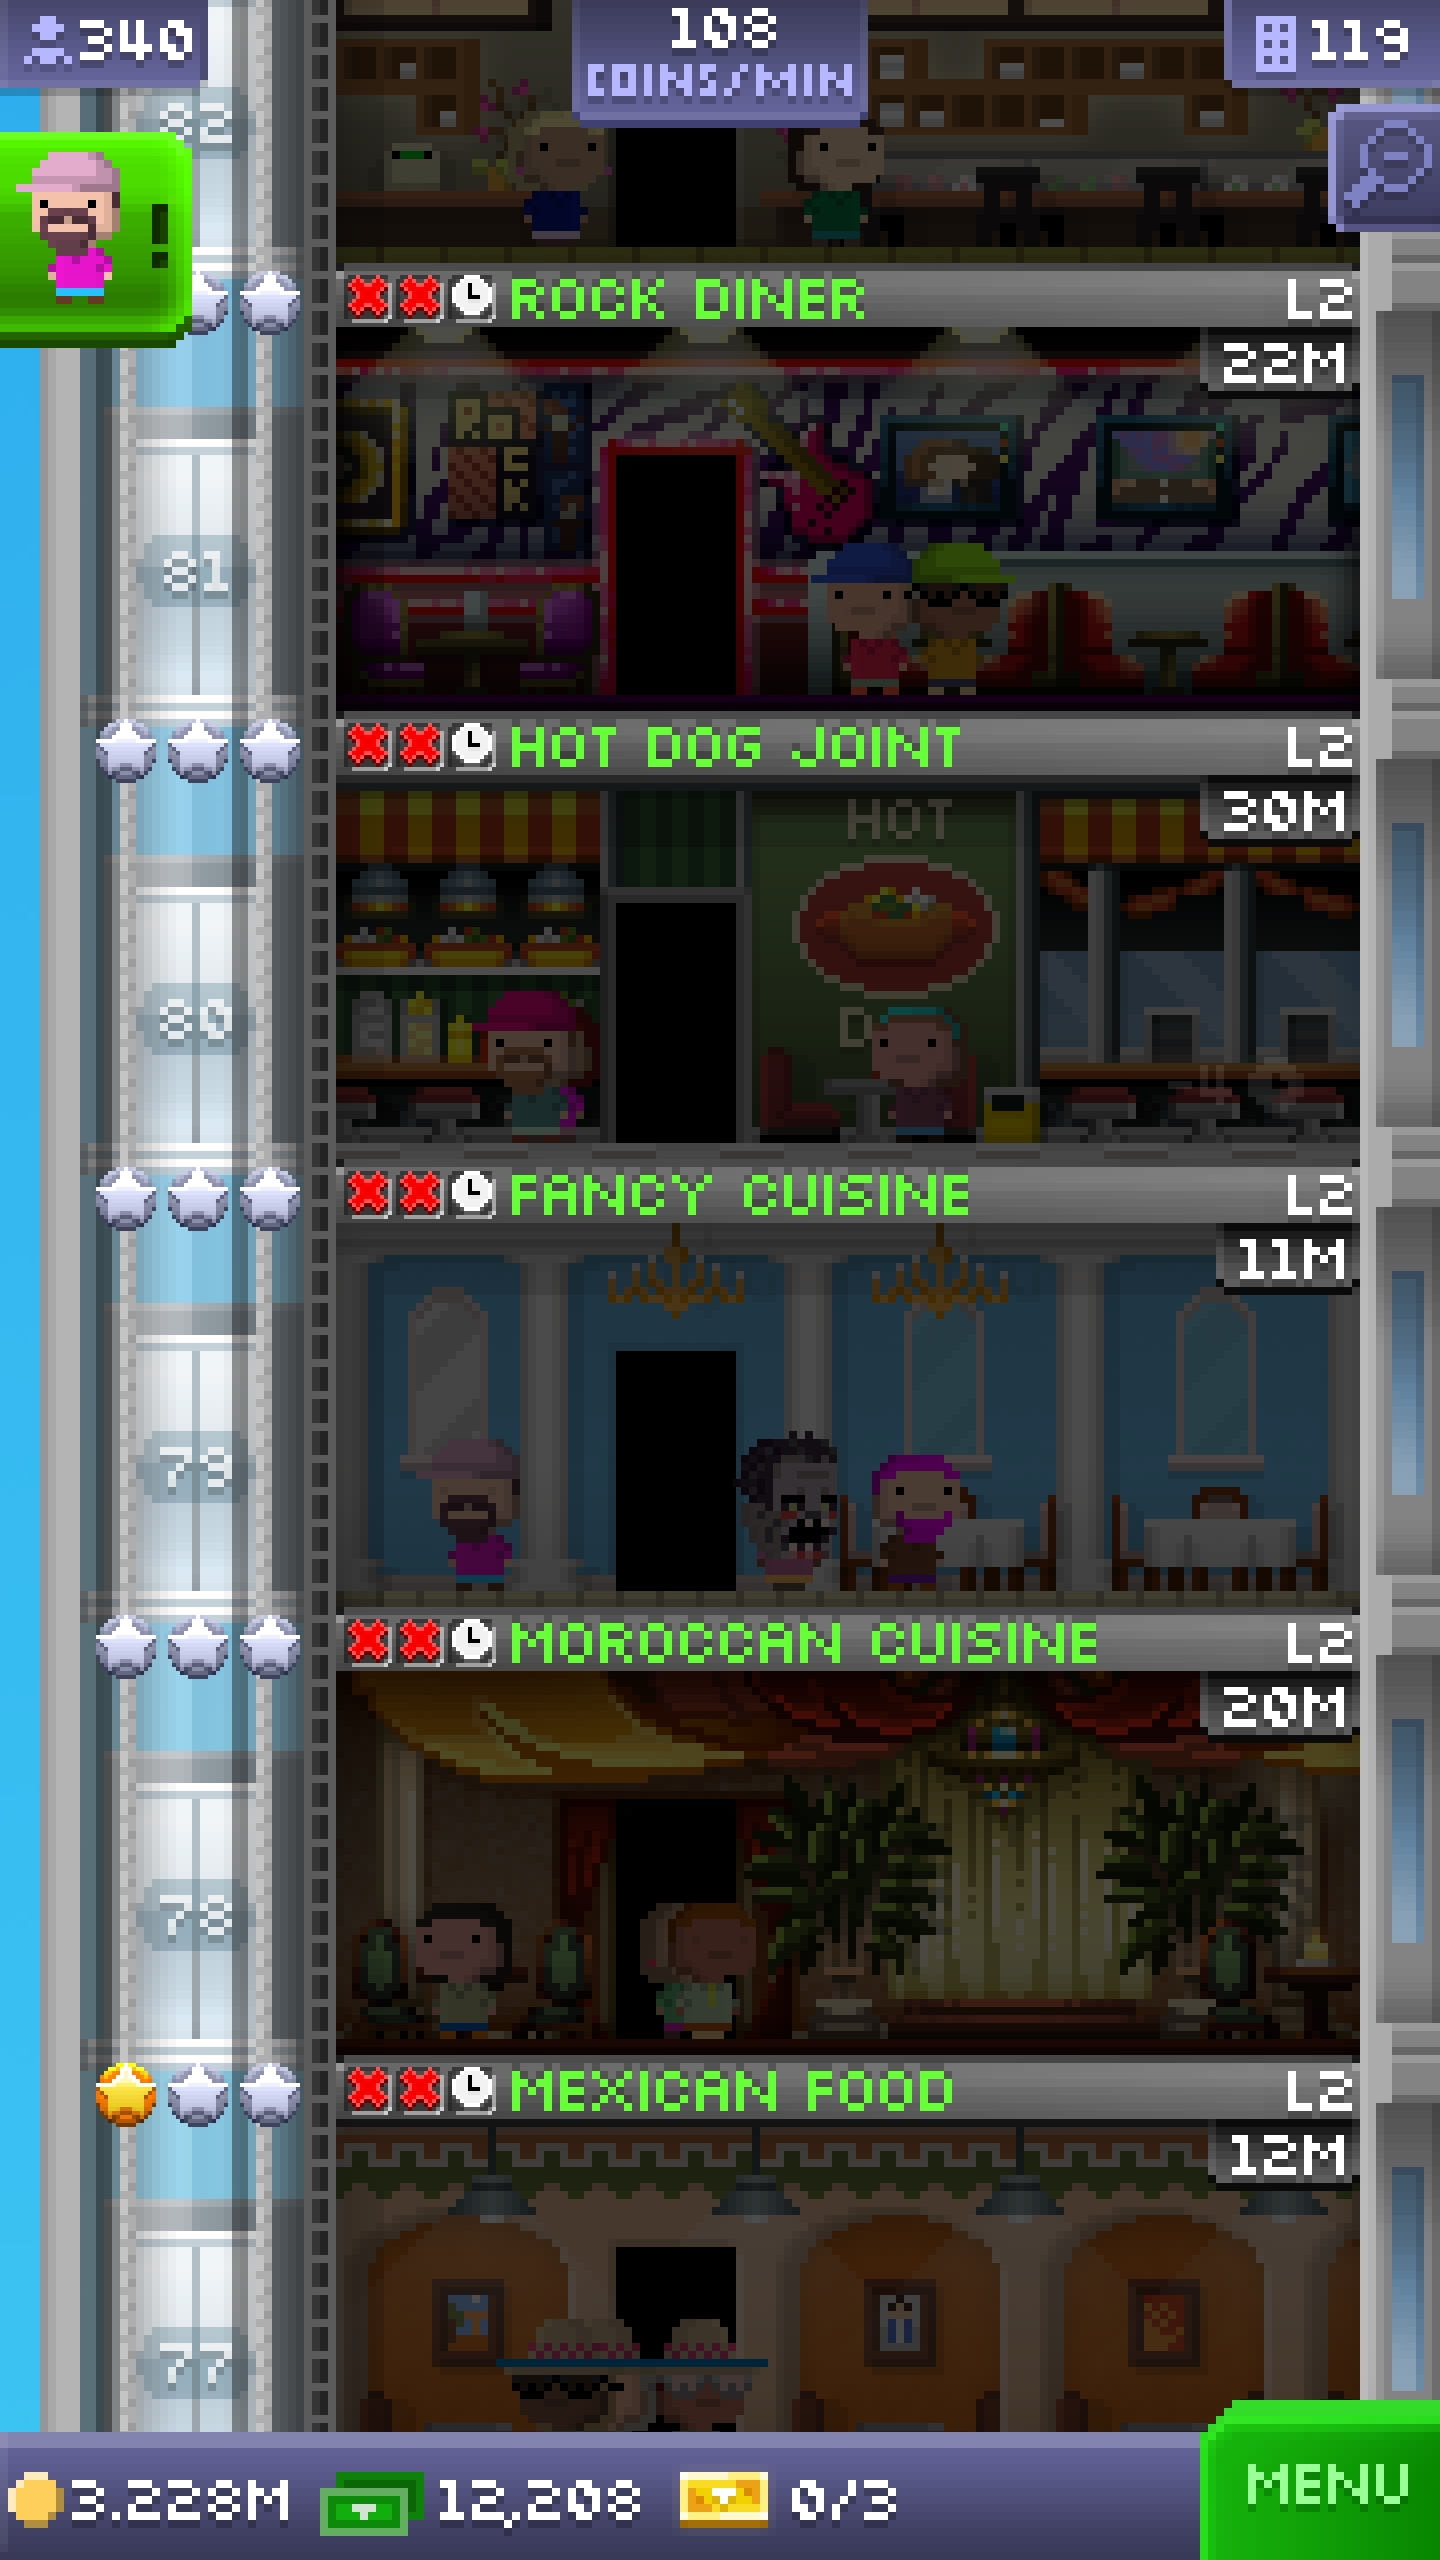 340
108
COINS/MIN
119
82
!
ROCK DINER
L2
22M
ROCK
81
HOT DOG JOINT
L2
30M
HOT
80
FANCY CUISINE
L2
11M
79
MOROCCAN CUISINE
L2
20M
78
MEXICAN FOOD
L2
12M
77
3.228M
12,208
0/3
MENU